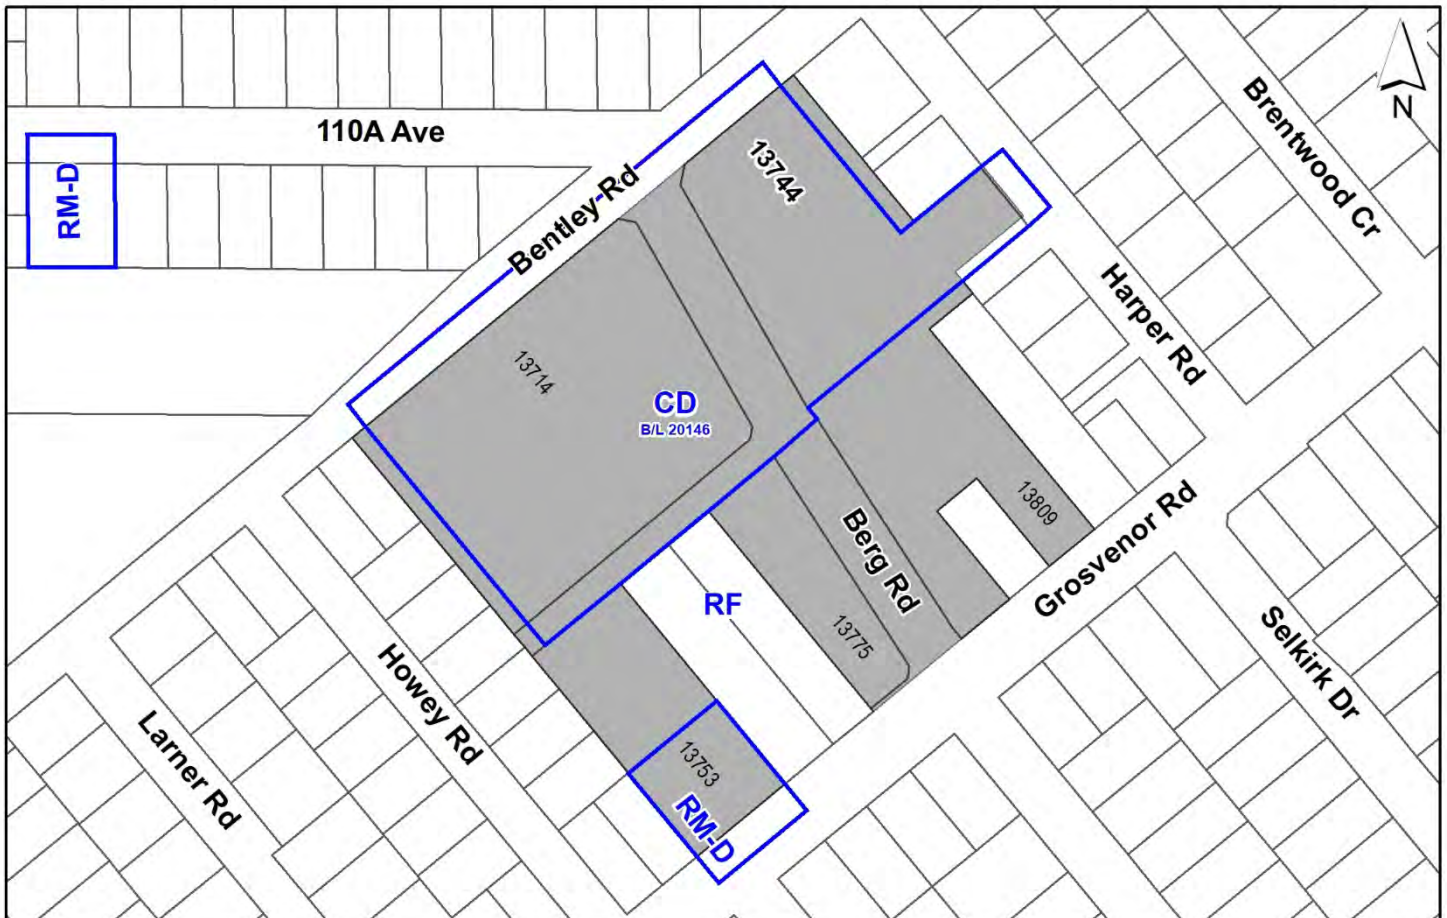 N
Brentwood Cr
110A Ave
13744
RM-D
Bentley Rd
Harper Rd
13714
CD
B/L 20146
13809
Grosvenor Rd
Berg Rd
RF
13775
Selkirk Dr
Howey Rd
Larner Rd
13753
RM-D